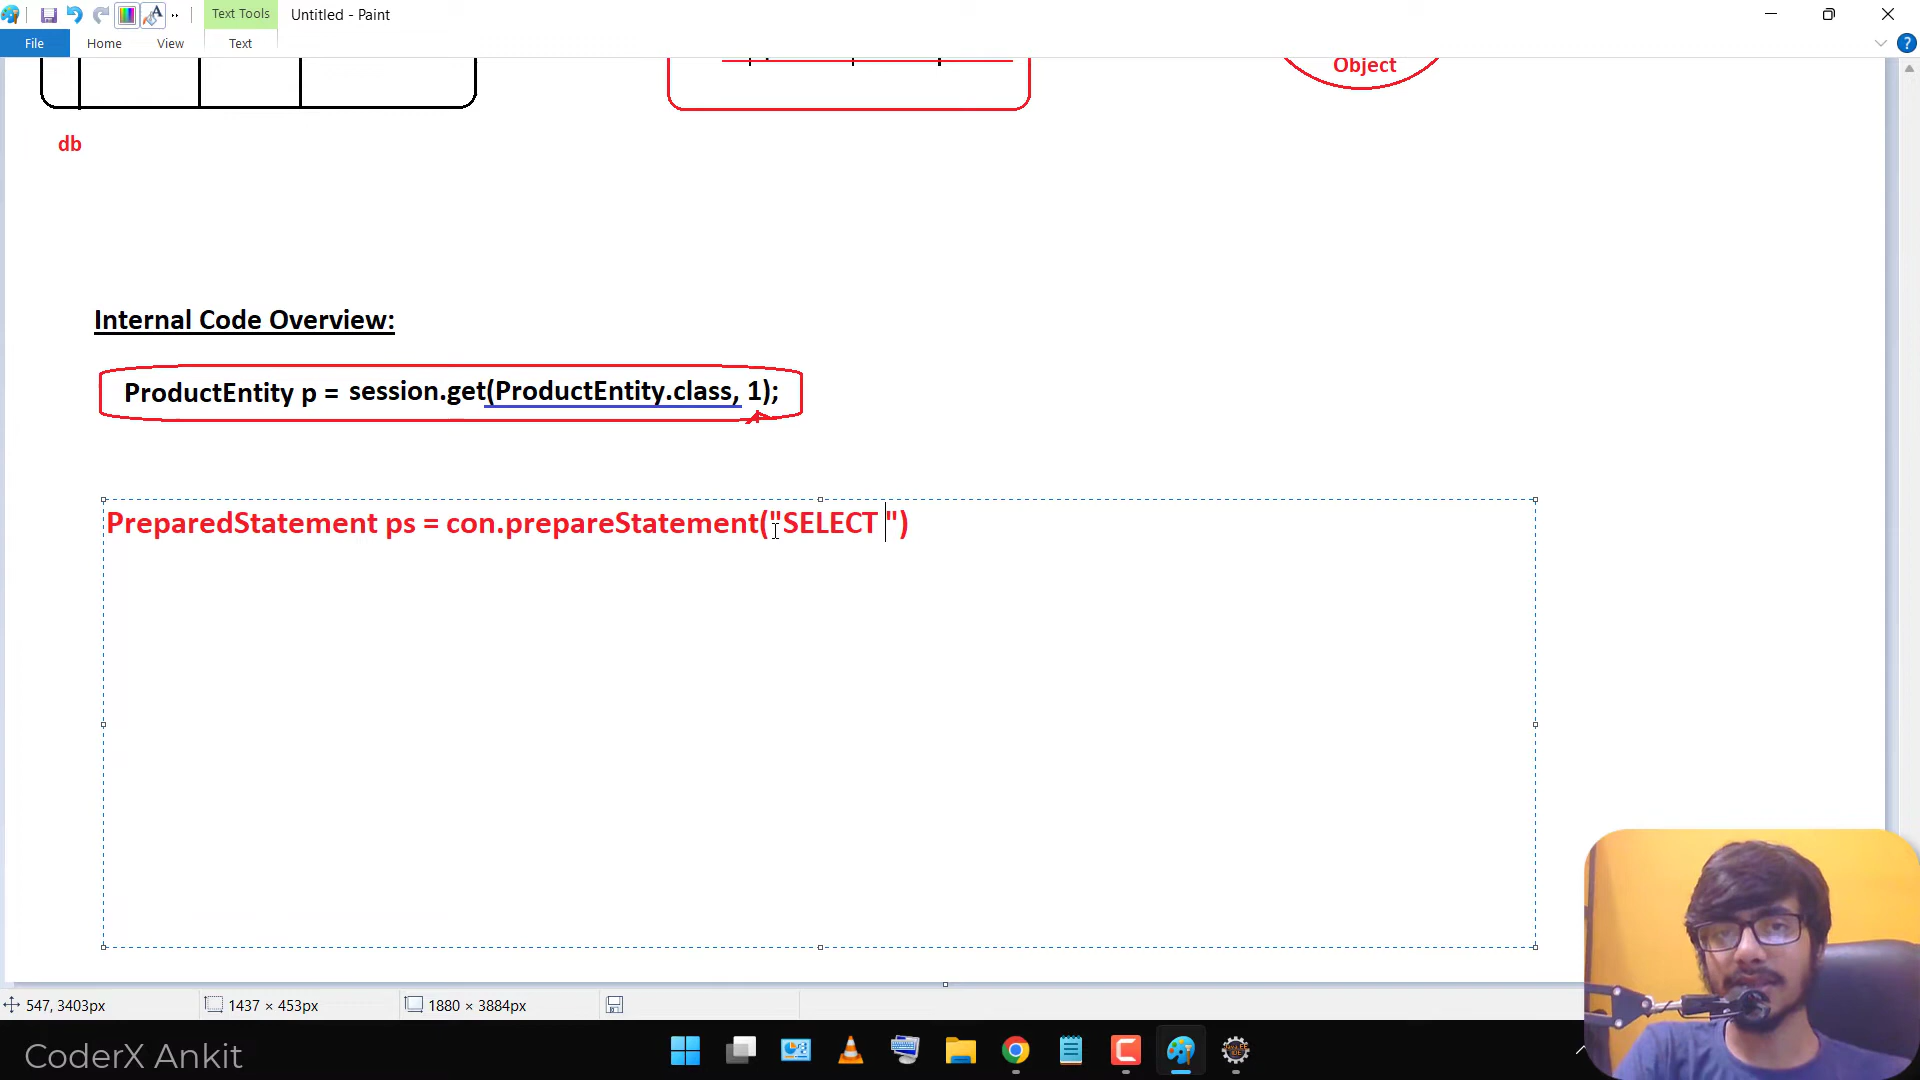 Text Tools
Untitled - Paint
File
Home
View
Text
Object
db
Internal Code Overview:
ProductEntity p = session.get(ProductEntity.class, 1);
PreparedStatement ps = con.prepareStatement("SELECT ")
547, 3403px
1437 × 453px
1880 × 3884px
CoderX Ankit